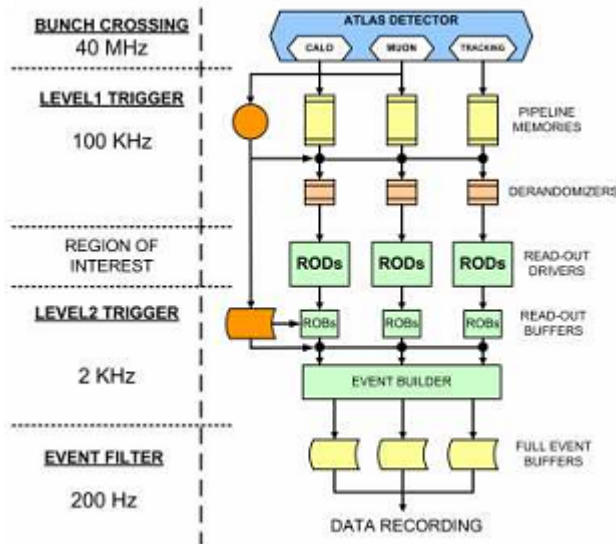 BUNCH CROSSING
40 MHz
ATLAS DETECTOR
CALO
MUON
TRACKING
LEVEL1 TRIGGER
100 KHz
PIPELINE
MEMORIES
DERANDOMIZERS
REGION OF
INTEREST
RODs
RODs
RODs
READ-OUT
DRIVERS
LEVEL2 TRIGGER
2 KHz
ROBs
ROBs
ROBs
READ-OUT
BUFFERS
EVENT BUILDER
EVENT FILTER
200 Hz
FULL EVENT
BUFFERS
DATA RECORDING